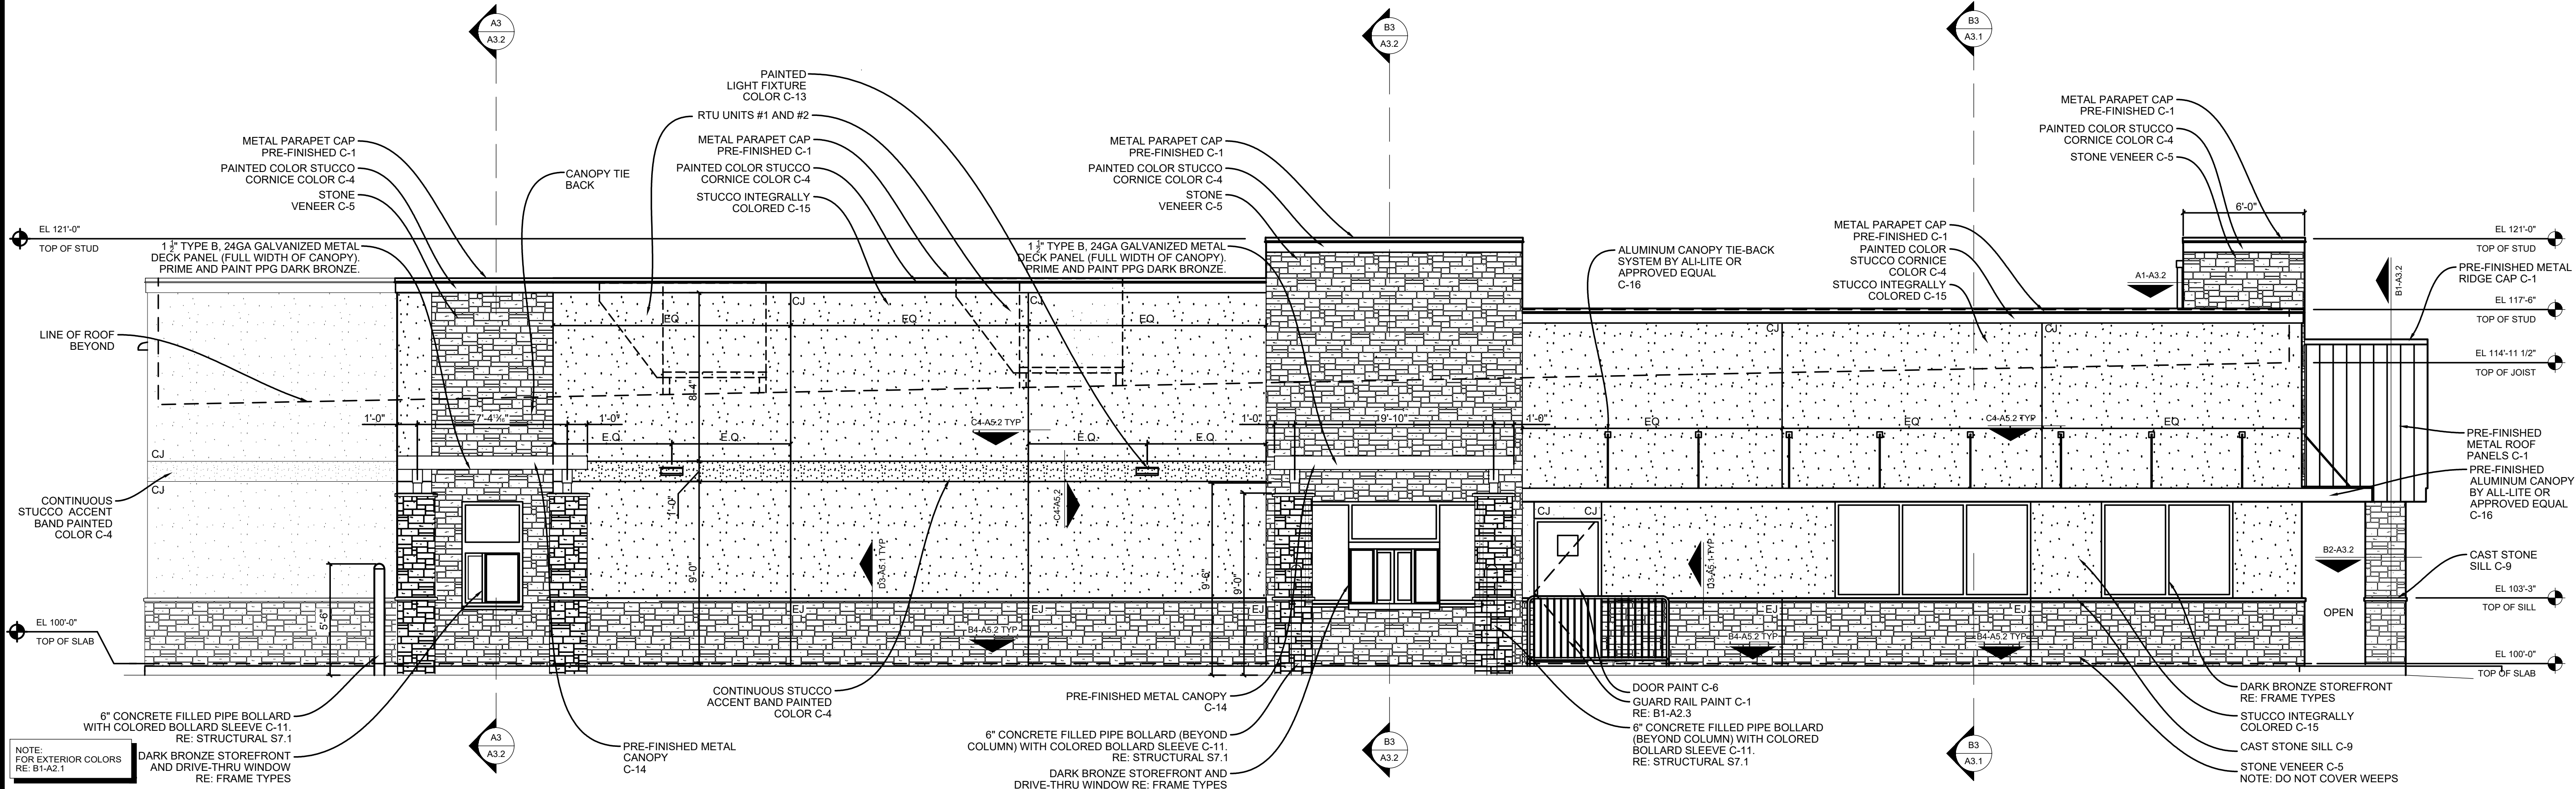 A3
A3.2
B3
A3.2
B3
A3.1
PAINTED
LIGHT FIXTURE
COLOR C-13
RTU UNITS #1 AND #2
METAL PARAPET CAP
PRE-FINISHED C-1
PAINTED COLOR STUCCO
CORNICE COLOR C-4
STONE
VENEER C-5
CANOPY TIE
BACK
METAL PARAPET CAP
PRE-FINISHED C-1
PAINTED COLOR STUCCO
CORNICE COLOR C-4
STUCCO INTEGRALLY
COLORED C-15
METAL PARAPET CAP
PRE-FINISHED C-1
PAINTED COLOR STUCCO
CORNICE COLOR C-4
STONE
VENEER C-5
METAL PARAPET CAP
PRE-FINISHED C-1
PAINTED COLOR STUCCO
CORNICE COLOR C-4
STONE VENEER C-5
6'-0"
EL 121'-0"
TOP OF STUD
1 1/2" TYPE B, 24GA GALVANIZED METAL
DECK PANEL (FULL WIDTH OF CANOPY).
PRIME AND PAINT PPG DARK BRONZE.
1 1/2" TYPE B, 24GA GALVANIZED METAL
DECK PANEL (FULL WIDTH OF CANOPY).
PRIME AND PAINT PPG DARK BRONZE.
ALUMINUM CANOPY TIE-BACK
SYSTEM BY ALl-LITE OR
APPROVED EQUAL
C-16
METAL PARAPET CAP
PRE-FINISHED C-1
PAINTED COLOR
STUCCO CORNICE
COLOR C-4
STUCCO INTEGRALLY
COLORED C-15
A1-A3.2
B1-A3.2
EL 121'-0"
TOP OF STUD
PRE-FINISHED METAL
RIDGE CAP C-1
EL 117'-6"
TOP OF STUD
EL 114'-11 1/2"
TOP OF JOIST
LINE OF ROOF
BEYOND
CJ
CJ
CJ
CJ
EQ
EQ
EQ
8'-4"
1'-0"
7'-4 13/16"
1'-0"
E.Q.
E.Q.
C4-A5.2 TYP
E.Q.
E.Q.
1'-0"
19'-10"
1'-0"
EQ
EQ
C4-A5.2 TYP
EQ
PRE-FINISHED
METAL ROOF
PANELS C-1
PRE-FINISHED
ALUMINUM CANOPY
BY ALL-LITE OR
APPROVED EQUAL
C-16
CJ
CJ
CONTINUOUS
STUCCO ACCENT
BAND PAINTED
COLOR C-4
1'-0"
C4-A5.2
CJ
CJ
D3-A5.1 TYP
D3-A5.1 TYP
B2-A3.2
CAST STONE
SILL C-9
5'-6"
9'-0"
9'-6"
9'-0"
EL 103'-3"
TOP OF SILL
EJ
EJ
EJ
EJ
EJ
OPEN
EL 100'-0"
TOP OF SLAB
B4-A5.2 TYP
B4-A5.2 TYP
B4-A5.2 TYP
EL 100'-0"
TOP OF SLAB
6" CONCRETE FILLED PIPE BOLLARD
WITH COLORED BOLLARD SLEEVE C-11.
RE: STRUCTURAL S7.1
DARK BRONZE STOREFRONT
AND DRIVE-THRU WINDOW
RE: FRAME TYPES
NOTE:
FOR EXTERIOR COLORS
RE: B1-A2.1
A3
A3.2
PRE-FINISHED METAL
CANOPY
C-14
CONTINUOUS STUCCO
ACCENT BAND PAINTED
COLOR C-4
PRE-FINISHED METAL CANOPY
C-14
6" CONCRETE FILLED PIPE BOLLARD (BEYOND
COLUMN) WITH COLORED BOLLARD SLEEVE C-11.
RE: STRUCTURAL S7.1
DARK BRONZE STOREFRONT AND
DRIVE-THRU WINDOW RE: FRAME TYPES
B3
A3.2
DOOR PAINT C-6
GUARD RAIL PAINT C-1
RE: B1-A2.3
6" CONCRETE FILLED PIPE BOLLARD
(BEYOND COLUMN) WITH COLORED
BOLLARD SLEEVE C-11.
RE: STRUCTURAL S7.1
B3
A3.1
DARK BRONZE STOREFRONT
RE: FRAME TYPES
STUCCO INTEGRALLY
COLORED C-15
CAST STONE SILL C-9
STONE VENEER C-5
NOTE: DO NOT COVER WEEPS